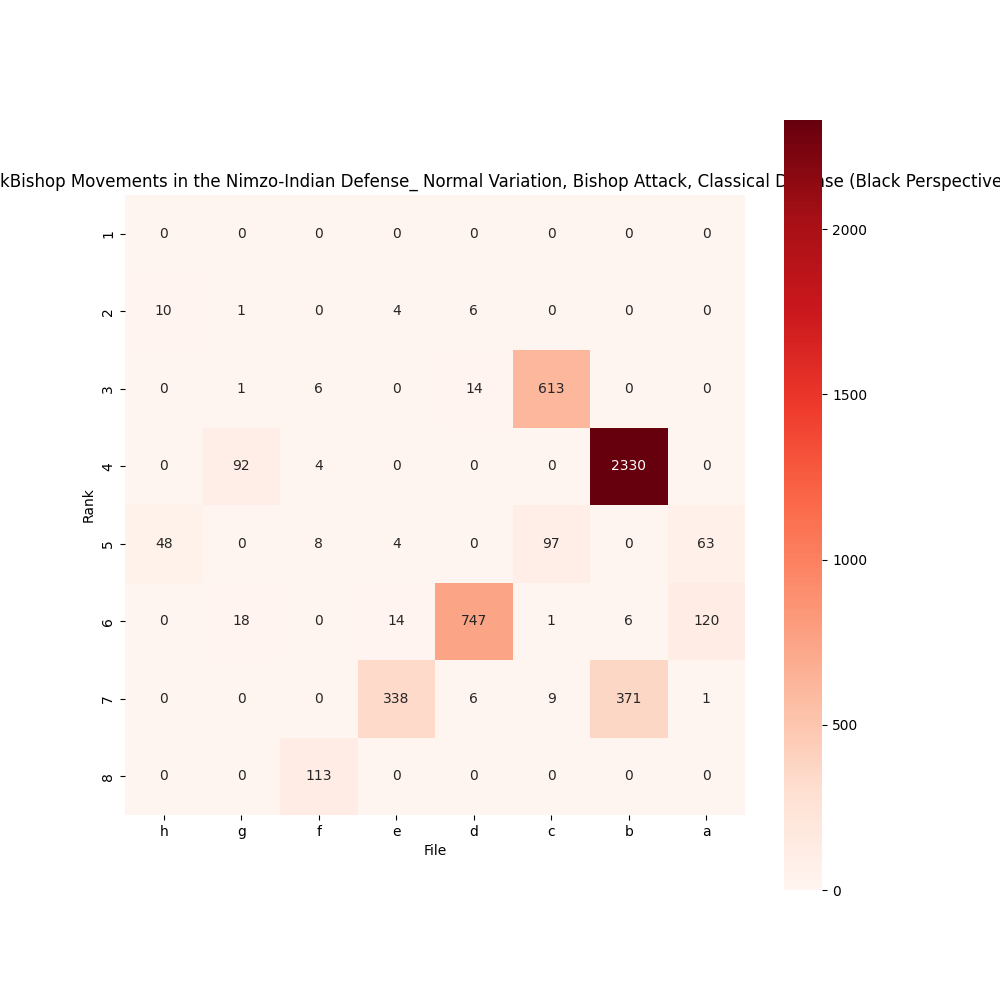 kBishop Movements in the Nimzo-Indian Defense_ Normal Variation, Bishop Attack, Classical Defense (Black Perspective
1 0 0 0 0 0 0 0 0
2 10 1 0 4 6 0 0 0
3 0 1 6 0 14 613 0 0
4 0 92 4 0 0 0 2330 0
Rank
5 48 0 8 4 0 97 0 63
6 0 18 0 14 747 1 6 120
7 0 0 0 338 6 9 371 1
8 0 0 113 0 0 0 0 0
h g f e d c b a
File
2000
1500
1000
500
0